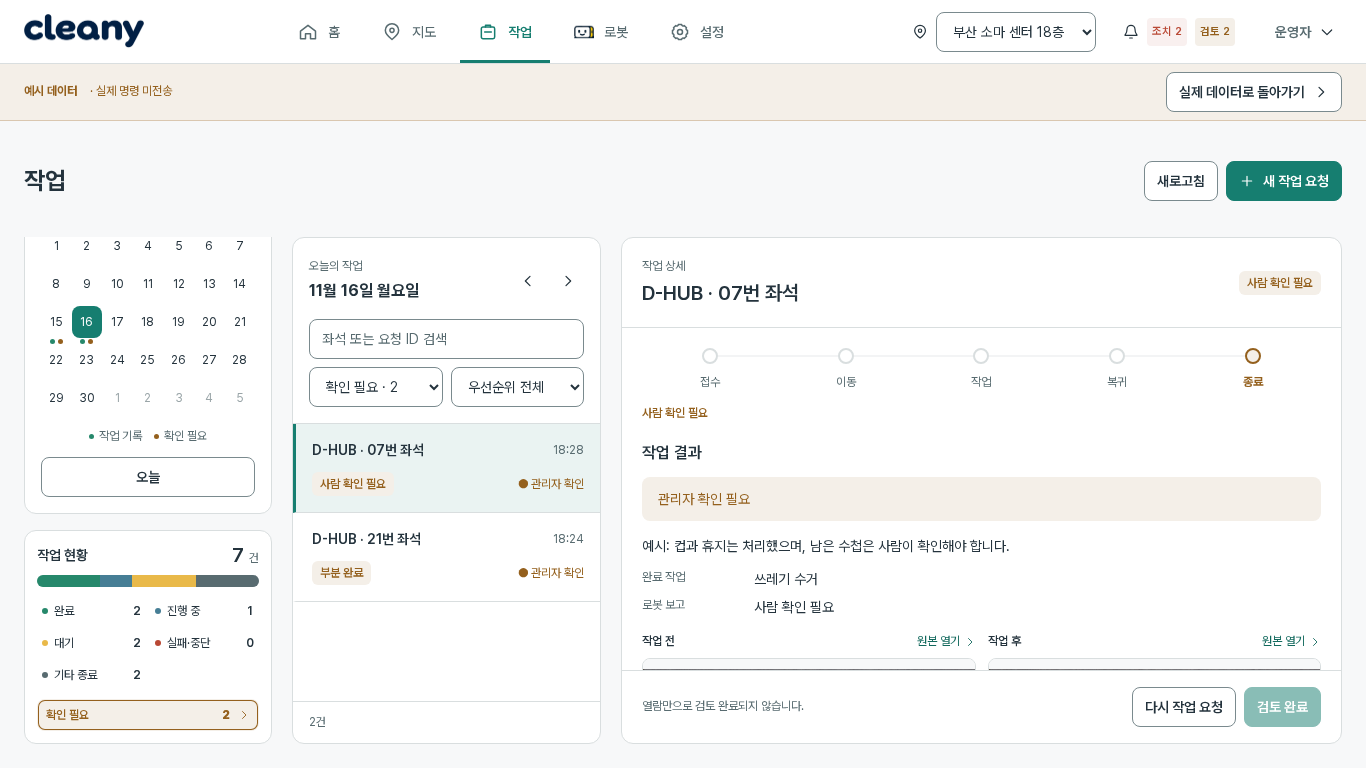 cleany
홈
지도
작업
로봇
설정
부산 소마 센터 18층
조치 2
검토 2
운영자
예시 데이터 · 실제 명령 미전송
실제 데이터로 돌아가기
작업
새로고침
새 작업 요청
1 2 3 4 5 6 7
8 9 10 11 12 13 14
15 16 17 18 19 20 21
22 23 24 25 26 27 28
29 30 1 2 3 4 5
작업 기록 확인 필요
오늘
작업 현황 7 건
완료 2 진행 중 1
대기 2 실패·중단 0
기타 종료 2
확인 필요 2
오늘의 작업
11월 16일 월요일
좌석 또는 요청 ID 검색
확인 필요 · 2
우선순위 전체
D-HUB · 07번 좌석 18:28
사람 확인 필요 관리자 확인
D-HUB · 21번 좌석 18:24
부분 완료 관리자 확인
2건
작업 상세
D-HUB · 07번 좌석
사람 확인 필요
접수 이동 작업 복귀 종료
사람 확인 필요
작업 결과
관리자 확인 필요
예시: 컵과 휴지는 처리했으며, 남은 수첩은 사람이 확인해야 합니다.
완료 작업 쓰레기 수거
로봇 보고 사람 확인 필요
작업 전 원본 열기 작업 후 원본 열기
열람만으로 검토 완료되지 않습니다.
다시 작업 요청
검토 완료